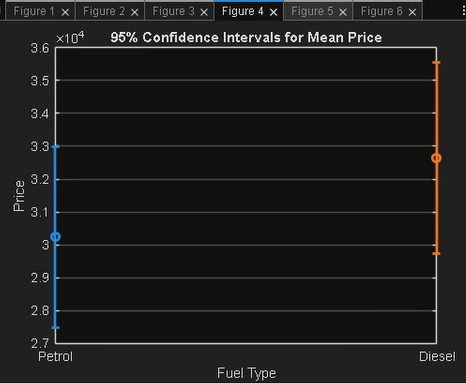 Figure 1 × Figure 2 × Figure 3 × Figure 4 × Figure 5 × Figure 6 ×
×10⁴
95% Confidence Intervals for Mean Price
3.6
3.5
3.4
3.3
3.2
3.1
3
2.9
2.8
2.7
Price
Petrol Diesel
Fuel Type